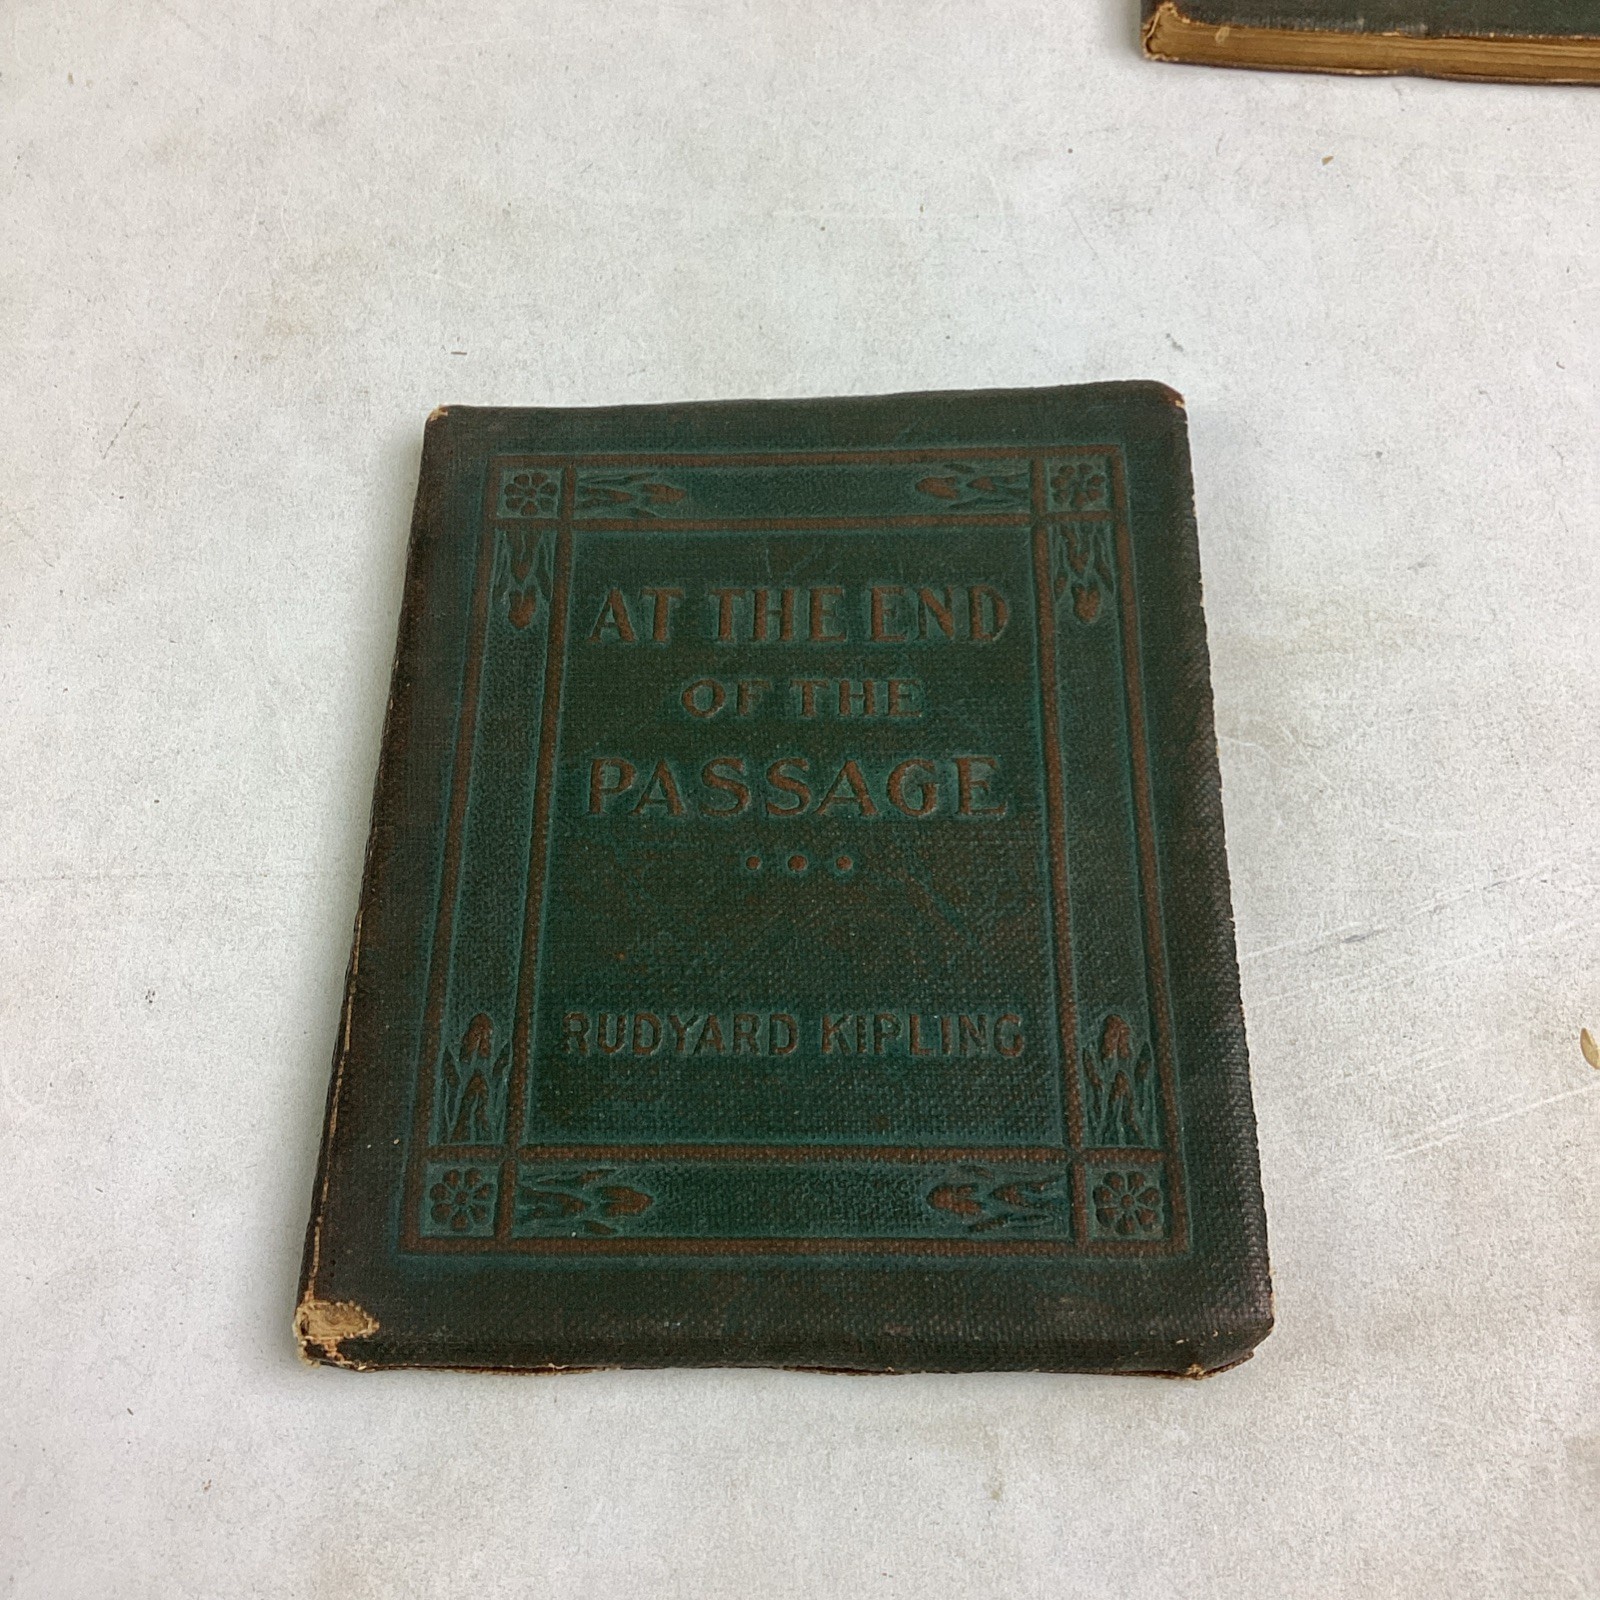 AT THE END
OF THE
PASSAGE
RUDYARD KIPLING